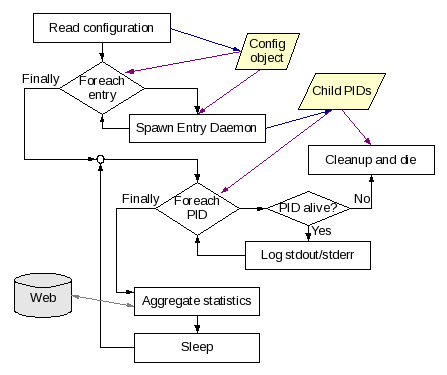 Read configuration
Config
object
Finally
Foreach
entry
Child PIDs
Spawn Entry Daemon
Cleanup and die
Finally
Foreach
PID
PID alive?
No
Yes
Log stdout/stderr
Web
Aggregate statistics
Sleep